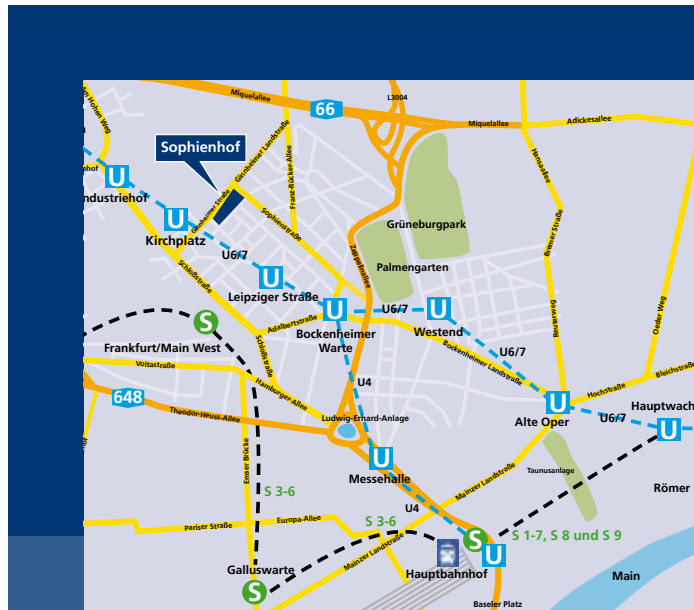 L3004
Miquelallee
66
Am Hohen Weg
Miquelallee
Adickesallee
Sophienhof
Ginnheimer Landstraße
Franz-Rücker-Allee
Hansaallee
U
ndustriehof
Ginnheimer Straße
Sophienstraße
U
Kirchplatz
Grüneburgpark
Bremer Straße
U6/7
Zeppelinallee
Palmengarten
Schloßstraße
U
Leipziger Straße
U
Bockenheimer
Warte
U6/7
U
Westend
Reuterweg
Oeder Weg
S
Frankfurt/Main West
Adalbertstraße
Schloßstraße
Bockenheimer Landstraße
U6/7
Voltastraße
Hamburger-Allee
U4
Bleichstraße
Hochstraße
648
Theodor-Heuss-Allee
Ludwig-Erhard-Anlage
U
Alte Oper
U6/7
Hauptwach
U
Emser Brücke
U
Messehalle
Mainzer Landstraße
Taunusanlage
Römer
S 3-6
U4
Pariser Straße
Europa-Allee
S 3-6
Mainzer Landstraße
S
S 1-7, S 8 und S 9
U
Galluswarte
S
Hauptbahnhof
Main
Baseler Platz